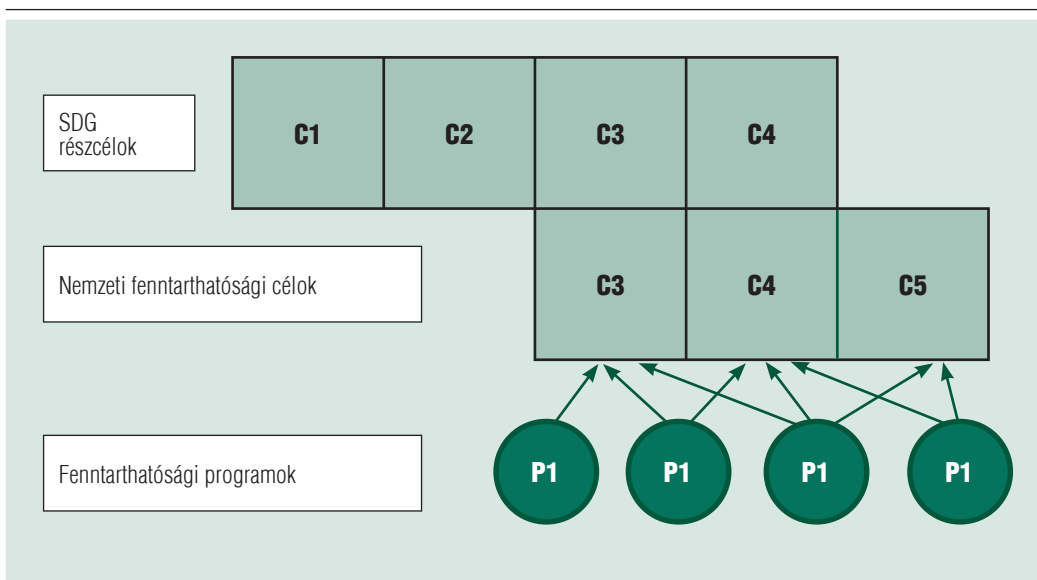 SDG
részcélok
C1 C2 C3 C4
Nemzeti fenntarthatósági célok
C3 C4 C5
Fenntarthatósági programok
P1 P1 P1 P1